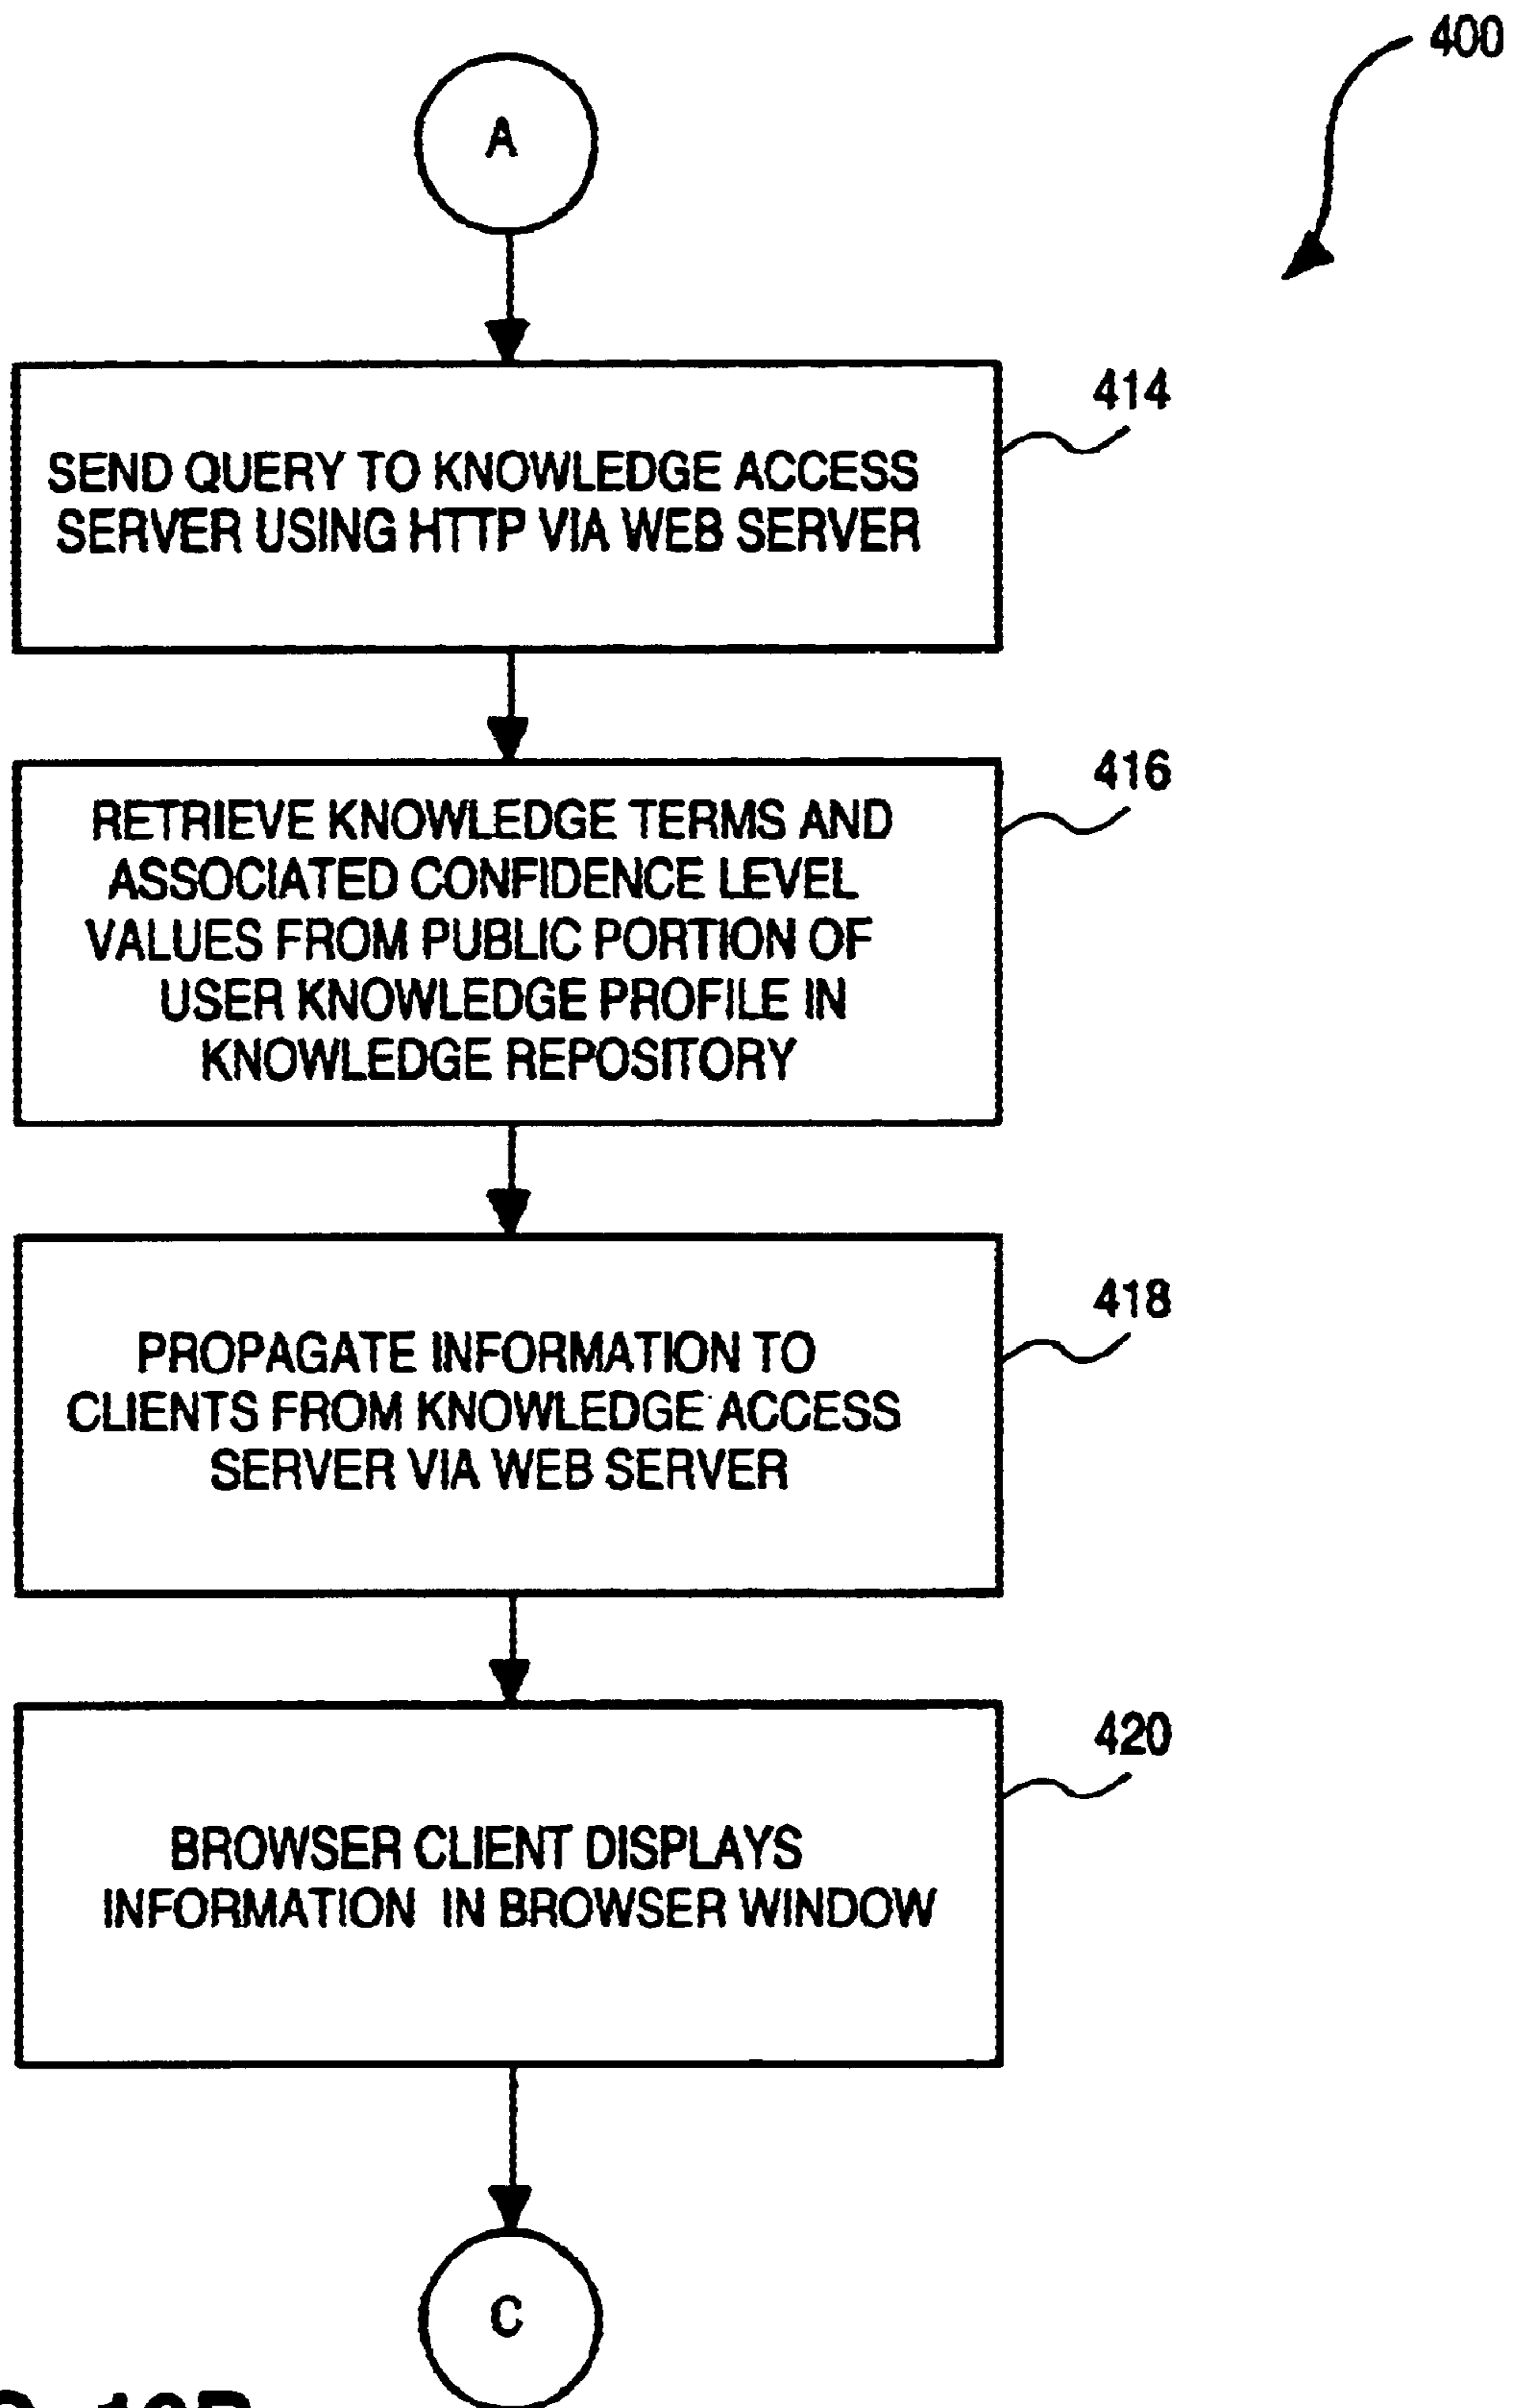 400
A
414
SEND QUERY TO KNOWLEDGE ACCESS
SERVER USING HTTP VIA WEB SERVER
416
RETRIEVE KNOWLEDGE TERMS AND
ASSOCIATED CONFIDENCE LEVEL
VALUES FROM PUBLIC PORTION OF
USER KNOWLEDGE PROFILE IN
KNOWLEDGE REPOSITORY
418
PROPAGATE INFORMATION TO
CLIENTS FROM KNOWLEDGE ACCESS
SERVER VIA WEB SERVER
420
BROWSER CLIENT DISPLAYS
INFORMATION IN BROWSER WINDOW
C